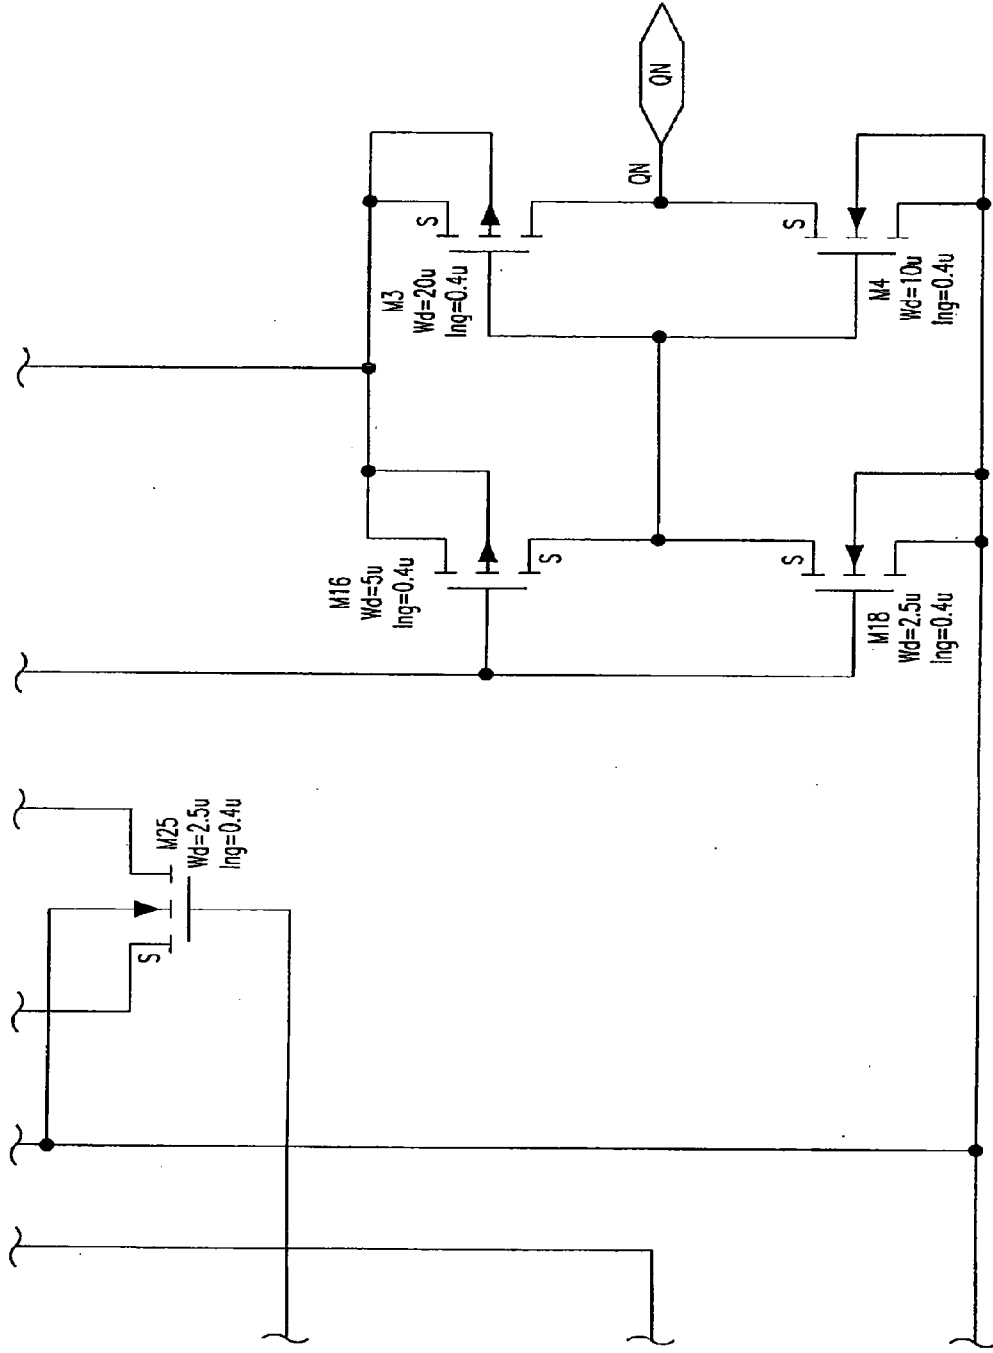 QN
QN
S
M3
Wd=20u
lng=0.4u
S
M4
Wd=10u
lng=0.4u
M16
Wd=5u
lng=0.4u
S
S
M18
Wd=2.5u
lng=0.4u
M25
Wd=2.5u
lng=0.4u
S